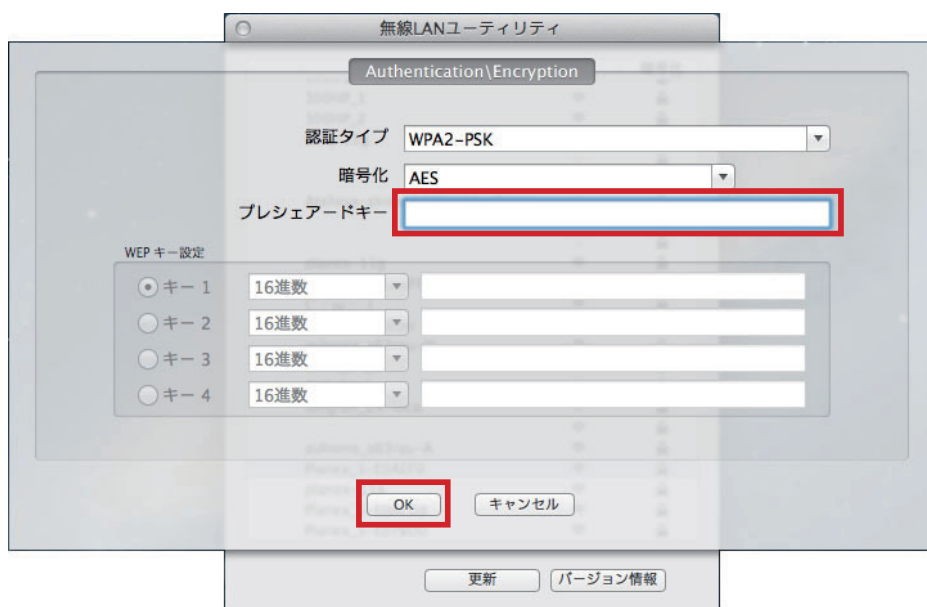 無線LANユーティリティ
Authentication\Encryption
認証タイプ WPA2-PSK
暗号化 AES
プレシェアードキー
WEP キー設定
キー 1 16進数
キー 2 16進数
キー 3 16進数
キー 4 16進数
OK キャンセル
更新 バージョン情報